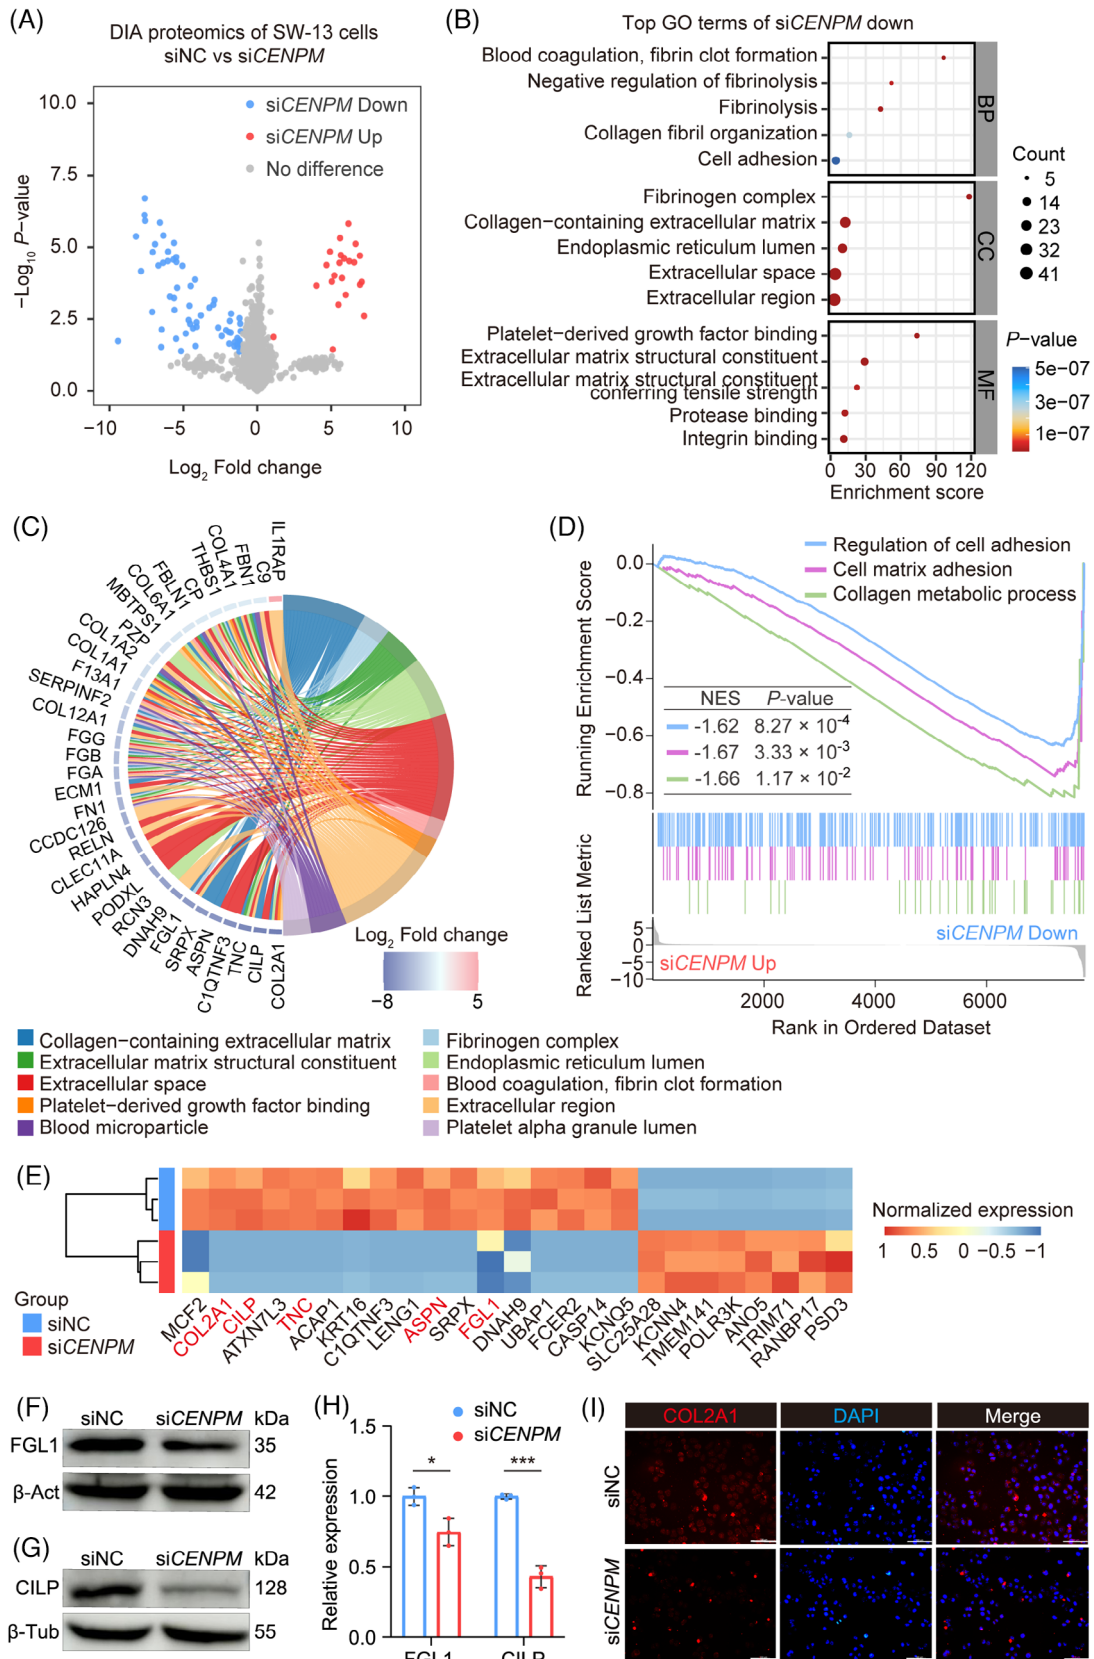 (A)
DIA proteomics of SW-13 cells
siNC vs siCENPM
siCENPM Down
siCENPM Up
No difference
10.0
7.5
5.0
2.5
0.0
−Log10 P−value
−10
−5
0
5
10
Log2 Fold change
(B)
Top GO terms of siCENPM down
Blood coagulation, fibrin clot formation
Negative regulation of fibrinolysis
Fibrinolysis
Collagen fibril organization
Cell adhesion
BP
Fibrinogen complex
Collagen−containing extracellular matrix
Endoplasmic reticulum lumen
Extracellular space
Extracellular region
CC
Platelet−derived growth factor binding
Extracellular matrix structural constituent
Extracellular matrix structural constituent
conferring tensile strength
Protease binding
Integrin binding
MF
0 30 60 90 120
Enrichment score
Count
5
14
23
32
41
P−value
5e−07
3e−07
1e−07
(C)
IL1RAP
C9
FBN1
COL4A1
THBS1
CP
FBLN1
COL6A1
MBTPS1
PZP
COL1A2
COL1A1
F13A1
SERPINF2
COL12A1
FGG
FGB
FGA
ECM1
FN1
CCDC126
RELN
CLEC11A
HAPLN4
PODXL
RCN3
DNAH9
FGL1
SRPX
ASPN
C1QTNF3
TNC
CILP
COL2A1
Log2 Fold change
−8
5
Collagen−containing extracellular matrix
Extracellular matrix structural constituent
Extracellular space
Platelet−derived growth factor binding
Blood microparticle
Fibrinogen complex
Endoplasmic reticulum lumen
Blood coagulation, fibrin clot formation
Extracellular region
Platelet alpha granule lumen
(D)
Regulation of cell adhesion
Cell matrix adhesion
Collagen metabolic process
0.0
−0.2
−0.4
−0.6
−0.8
Running Enrichment Score
NES P-value
-1.62 8.27 × 10-4
-1.67 3.33 × 10-3
-1.66 1.17 × 10-2
Ranked List Metric
5
0
−5
−10
siCENPM Down
siCENPM Up
2000
4000
6000
Rank in Ordered Dataset
(E)
Normalized expression
1 0.5 0 −0.5 −1
Group
siNC
siCENPM
MCF2
COL2A1
CILP
ATXN7L3
TNC
ACAP1
KRT16
C1QTNF3
LENG1
ASPN
SRPX
FGL1
DNAH9
UBAP1
FCER2
CASP14
KCNQ5
SLC25A28
KCNN4
TMEM141
POLR3K
ANO5
TRIM71
RANBP17
PSD3
(F)
siNC siCENPM kDa
FGL1 35
β-Act 42
(G)
siNC siCENPM kDa
CILP 128
β-Tub 55
(H)
siNC
siCENPM
1.5
1.0
0.5
0.0
Relative expression
*
***
FGL1
CILP
(I)
COL2A1
DAPI
Merge
siNC
siCENPM